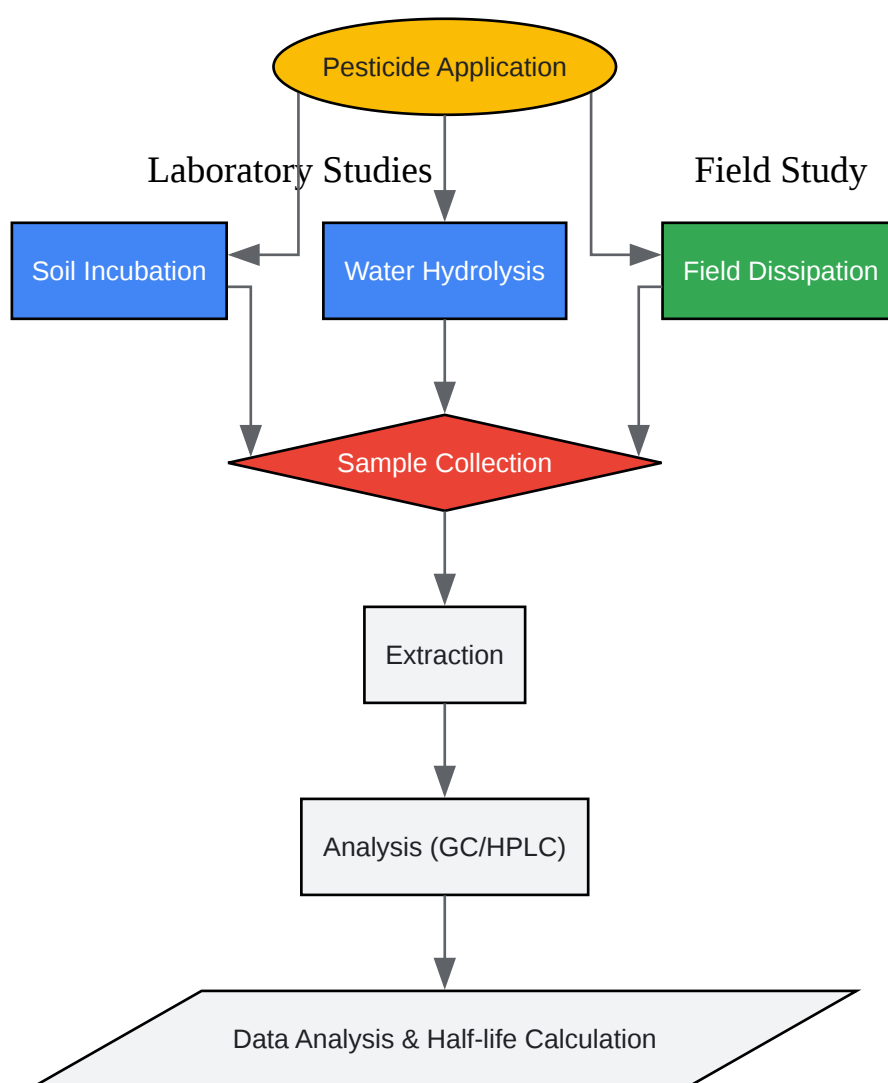 Pesticide Application
Laboratory Studies
Field Study
Soil Incubation
Water Hydrolysis
Field Dissipation
Sample Collection
Extraction
Analysis (GC/HPLC)
Data Analysis & Half-life Calculation